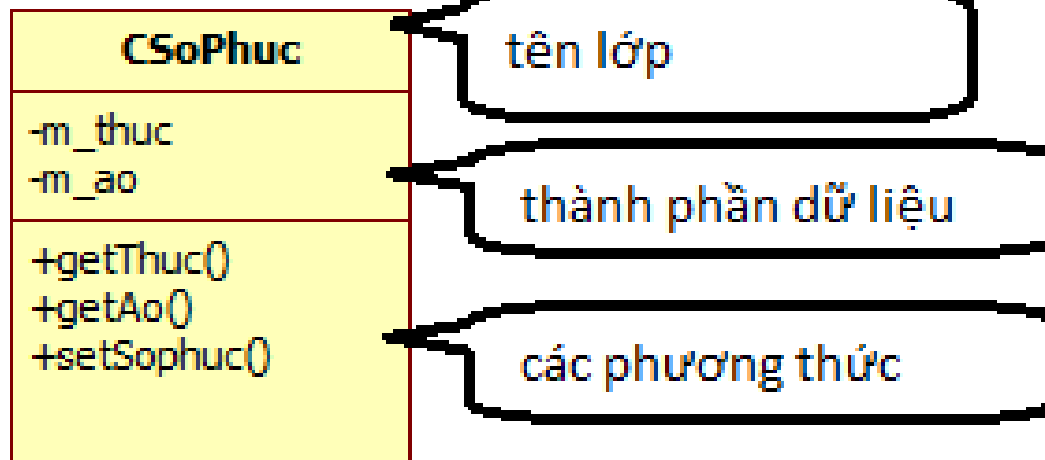 CSoPhuc
tên lớp
-m_thuc
-m_ao
thành phần dữ liệu
+getThuc()
+getAo()
+setSophuc()
các phương thức